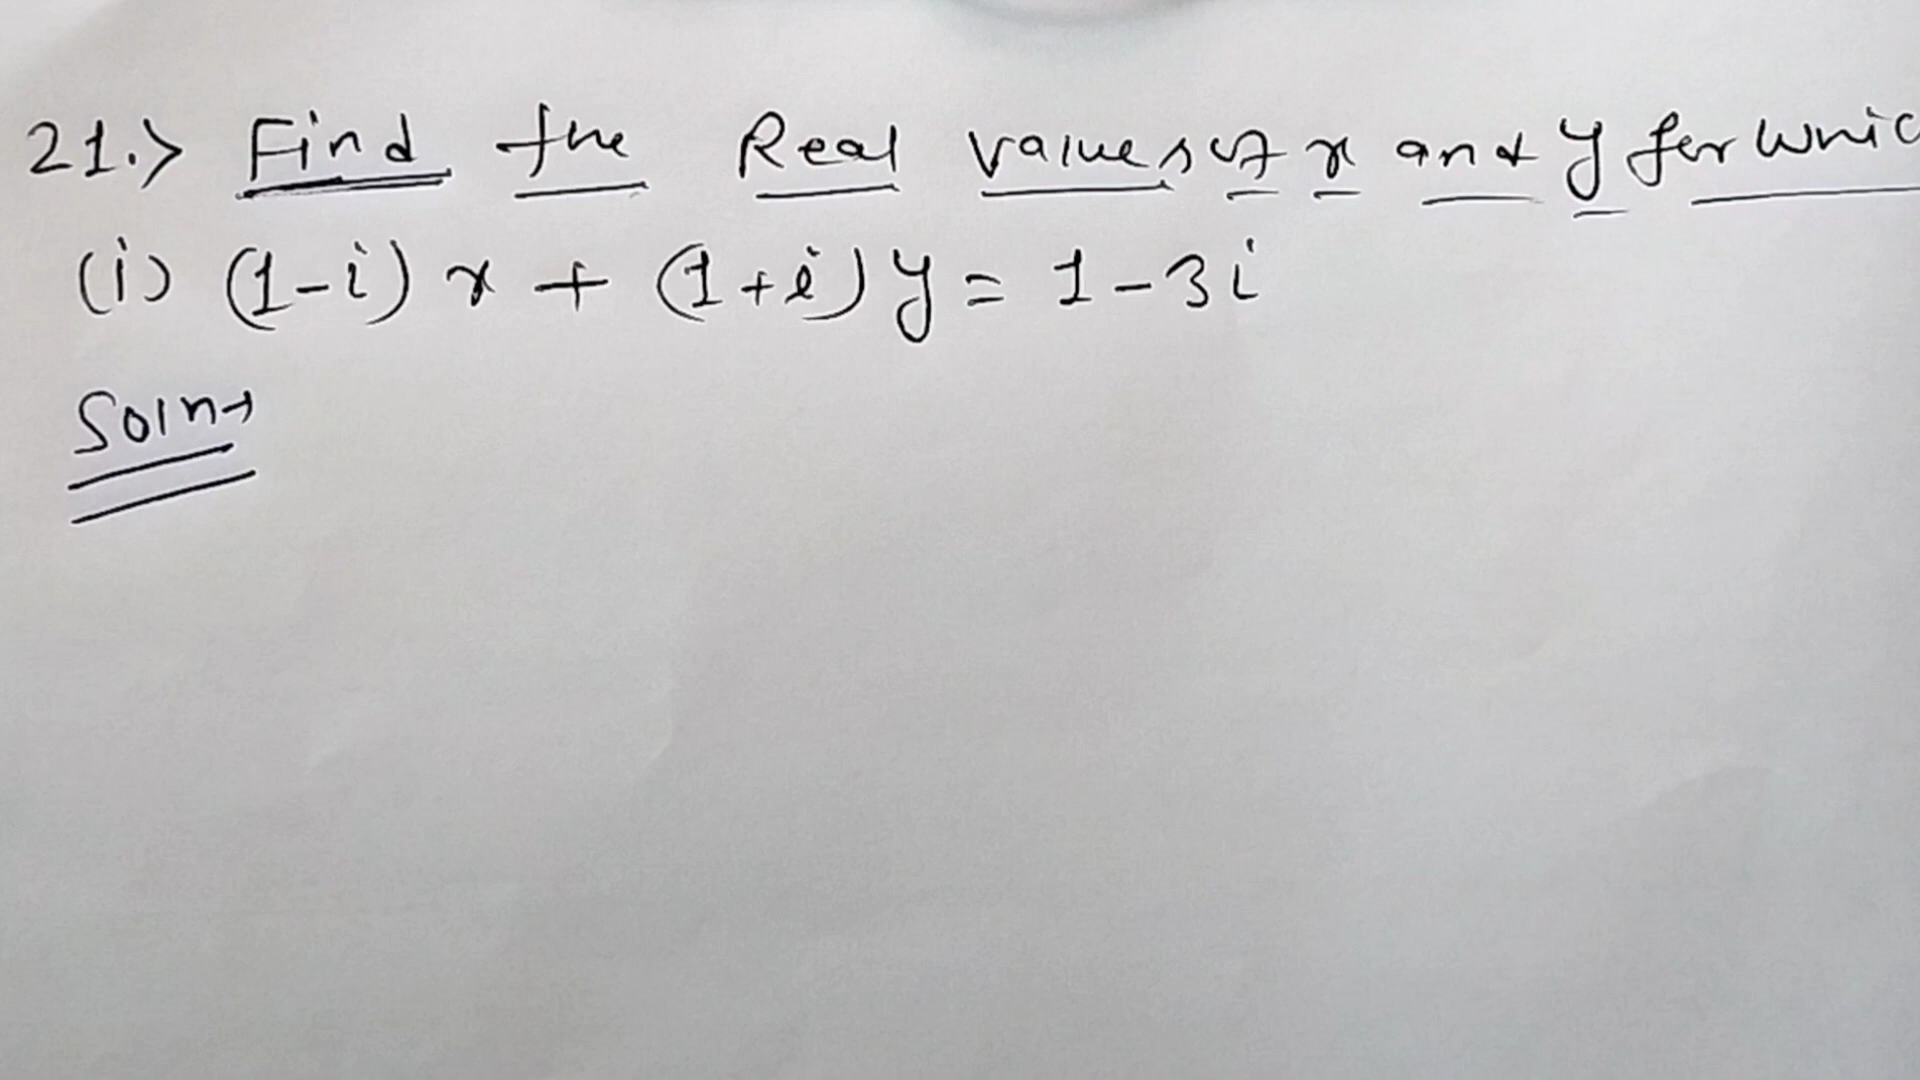 21.> Find the Real values of x and y for whic
(i) (1-i) x + (1+i) y = 1-3i
Soln→